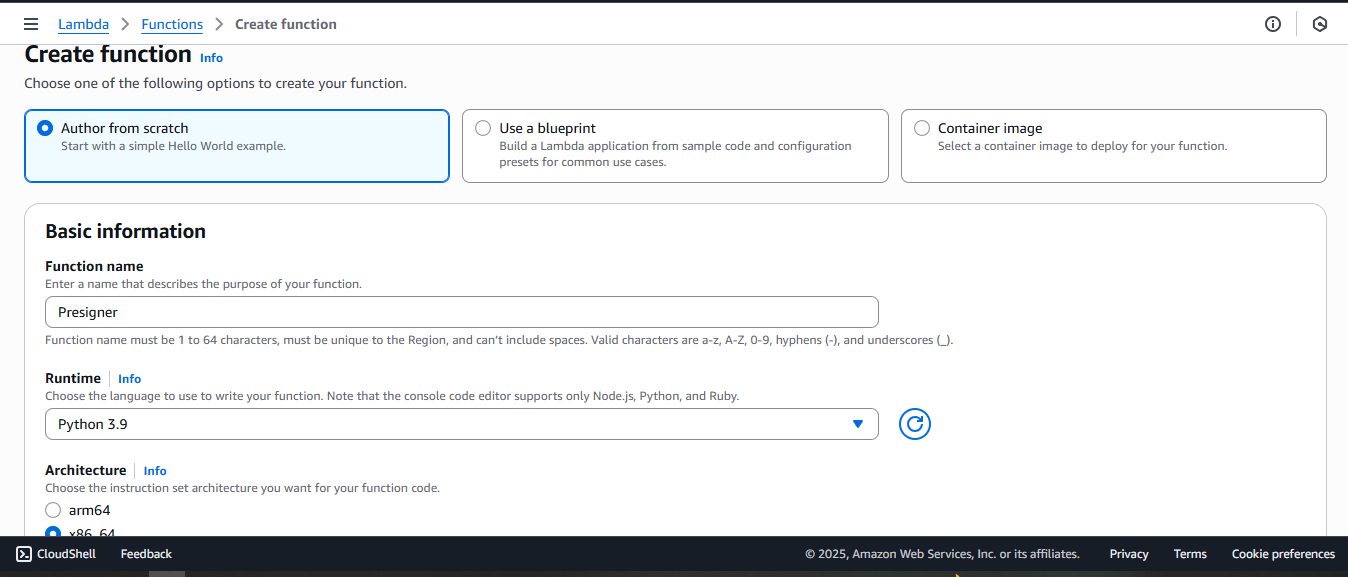 Lambda > Functions > Create function
Create function Info
Choose one of the following options to create your function.
Author from scratch
Start with a simple Hello World example.
Use a blueprint
Build a Lambda application from sample code and configuration
presets for common use cases.
Container image
Select a container image to deploy for your function.
Basic information
Function name
Enter a name that describes the purpose of your function.
Presigner
Function name must be 1 to 64 characters, must be unique to the Region, and can't include spaces. Valid characters are a-z, A-Z, 0-9, hyphens (-), and underscores (_).
Runtime | Info
Choose the language to use to write your function. Note that the console code editor supports only Node.js, Python, and Ruby.
Python 3.9
Architecture | Info
Choose the instruction set architecture you want for your function code.
arm64
x86_64
CloudShell Feedback © 2025, Amazon Web Services, Inc. or its affiliates. Privacy Terms Cookie preferences